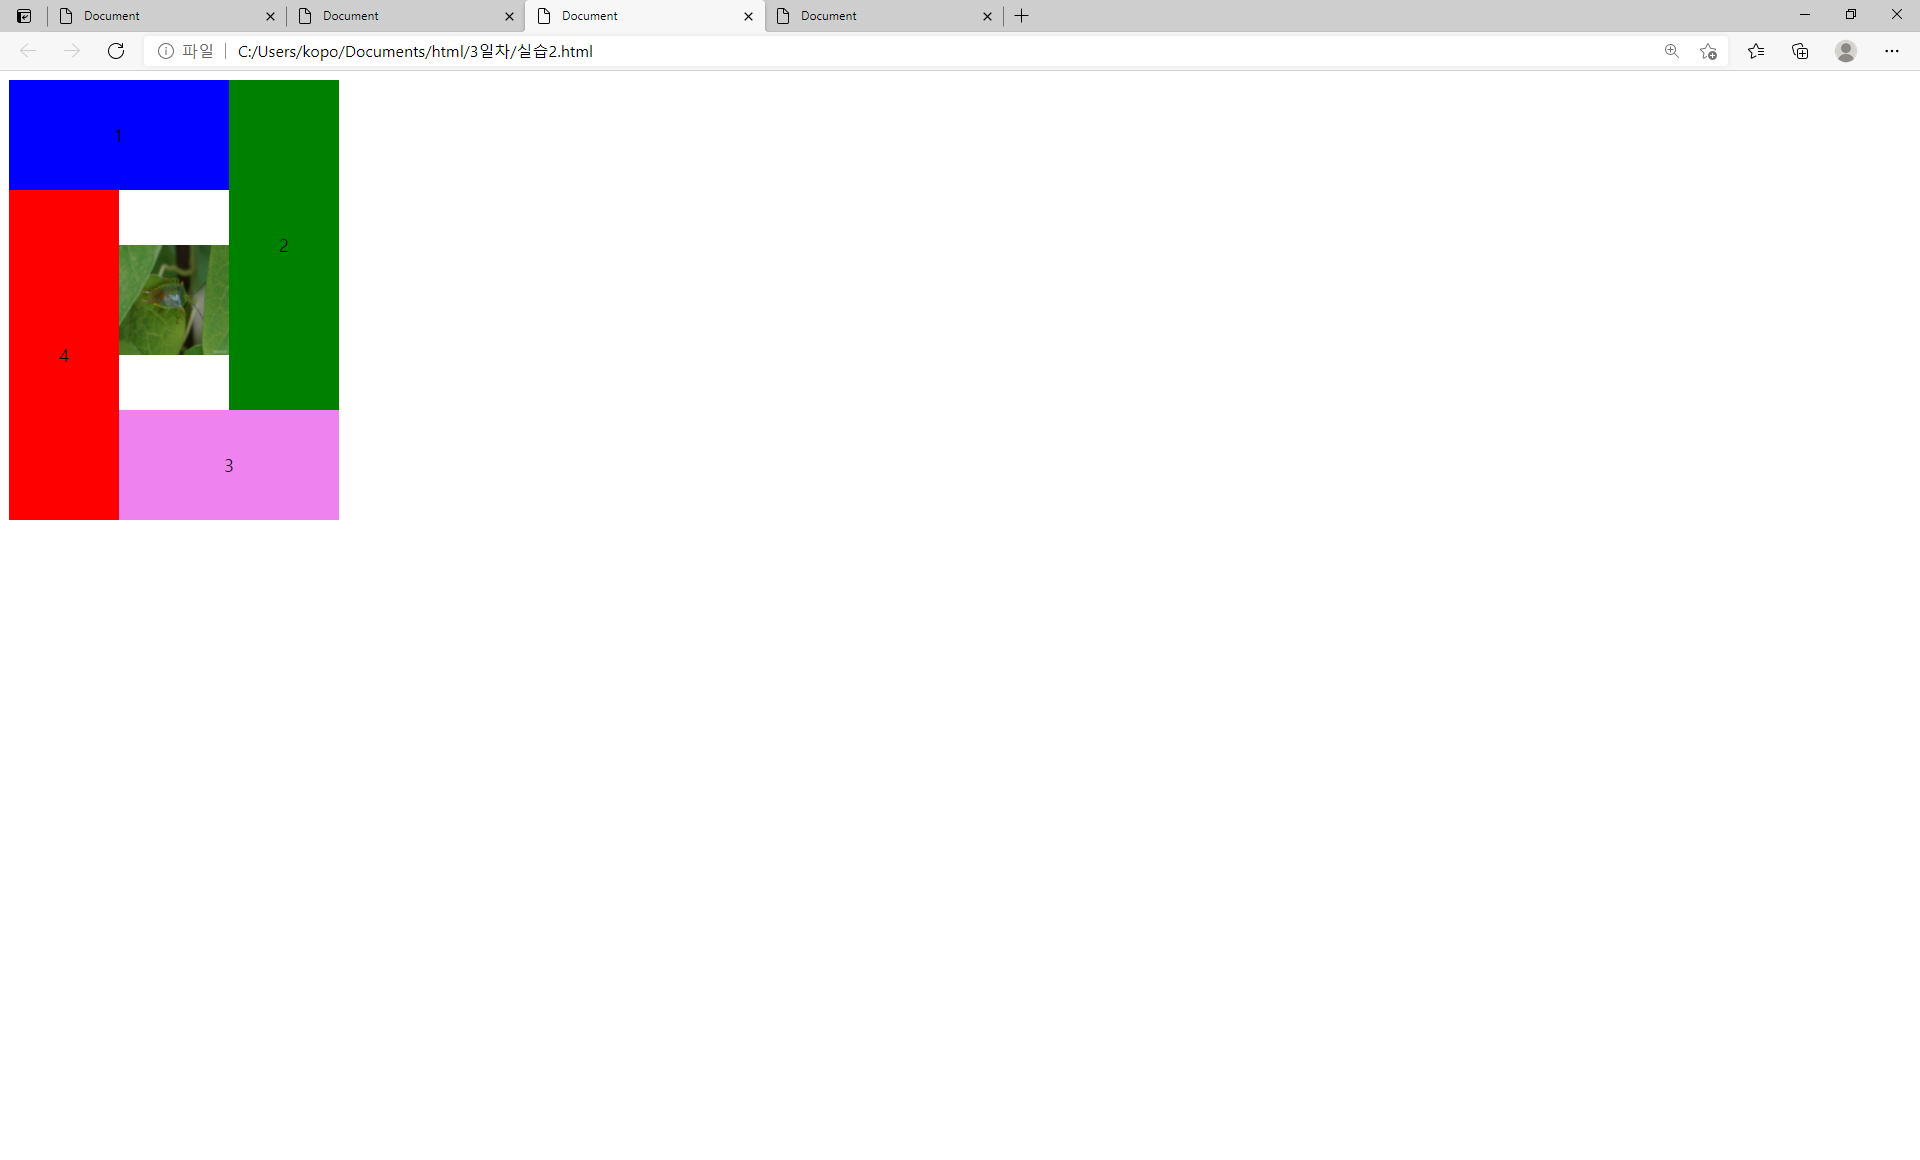 Document
Document
Document
Document
파일
C:/Users/kopo/Documents/html/3일차/실습2.html
1
2
4
3